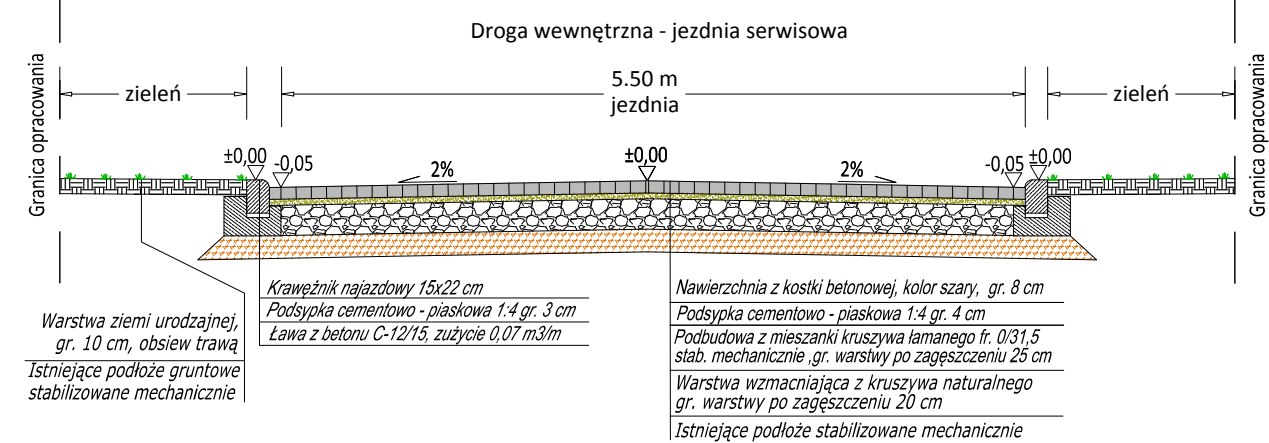 Droga wewnętrzna - jezdnia serwisowa
Granica opracowania
zieleń
5.50 m
jezdnia
zieleń
Granica opracowania
±0,00
-0,05
2%
±0,00
2%
-0,05
±0,00
Warstwa ziemi urodzajnej,
gr. 10 cm, obsiew trawą
Istniejące podłoże gruntowe
stabilizowane mechanicznie
Krawężnik najazdowy 15x22 cm
Podsypka cementowo - piaskowa 1:4 gr. 3 cm
Ława z betonu C-12/15, zużycie 0,07 m3/m
Nawierzchnia z kostki betonowej, kolor szary, gr. 8 cm
Podsypka cementowo - piaskowa 1:4 gr. 4 cm
Podbudowa z mieszanki kruszywa łamanego fr. 0/31,5
stab. mechanicznie ,gr. warstwy po zagęszczeniu 25 cm
Warstwa wzmacniająca z kruszywa naturalnego
gr. warstwy po zagęszczeniu 20 cm
Istniejące podłoże stabilizowane mechanicznie